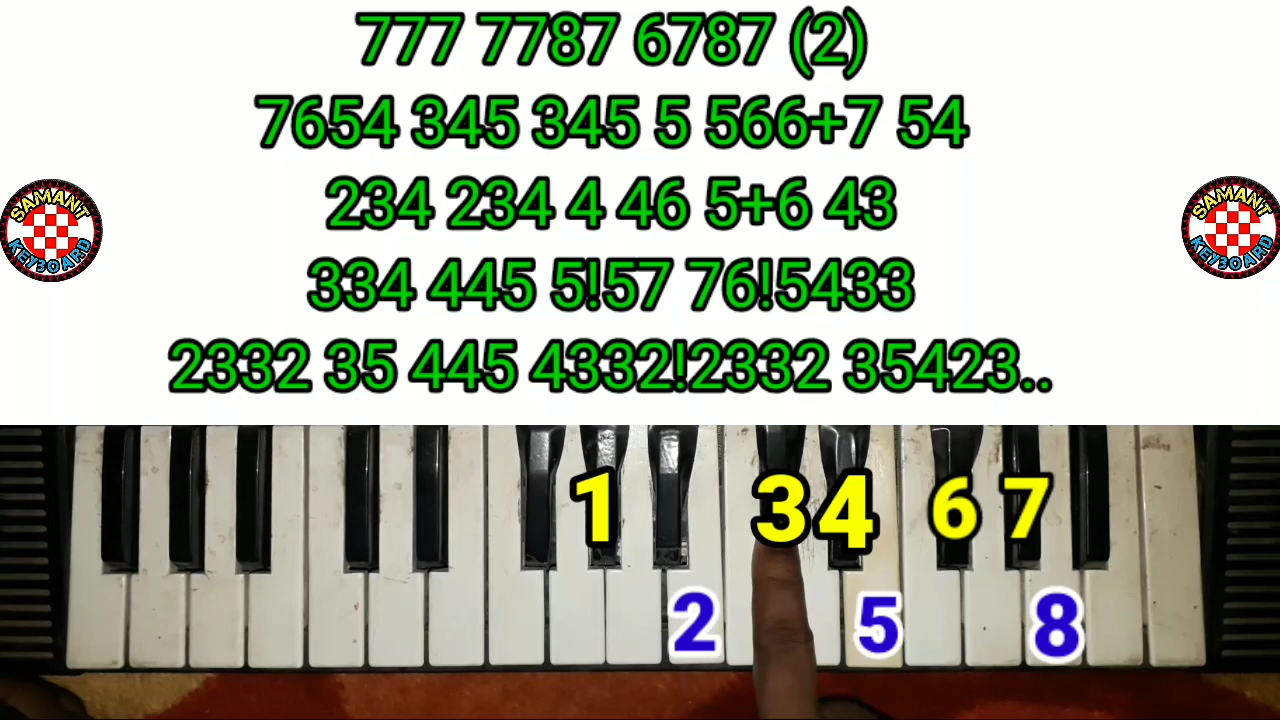 777 7787 6787 (2)
7654 345 345 5 566+7 54
234 234 4 46 5+6 43
334 445 5!57 76!5433
2332 35 445 4332!2332 35423..
SAMANT
KEYBOARD
SAMANT
KEYBOARD
1 3 4 6 7
2 5 8